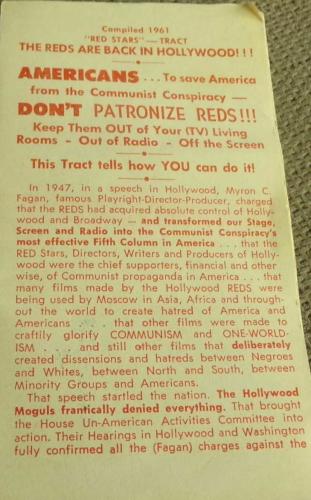 Compiled 1961
"RED STARS" — TRACT
THE REDS ARE BACK IN HOLLYWOOD!!!
AMERICANS ... To save America
from the Communist Conspiracy —
DON'T PATRONIZE REDS!!!
Keep Them OUT of Your (TV) Living
Rooms - Out of Radio - Off the Screen
This Tract tells how YOU can do it!
In 1947, in a speech in Hollywood, Myron C.
Fagan, famous Playright-Director-Producer, charged
that the REDS had acquired absolute control of Holly-
wood and Broadway — and transformed our Stage,
Screen and Radio into the Communist Conspiracy's
most effective Fifth Column in America . . . that the
RED Stars, Directors, Writers and Producers of Holly-
wood were the chief supporters, financial and other
wise, of Communist propaganda in America . . . that
many films made by the Hollywood REDS were
being used by Moscow in Asia, Africa and through-
out the world to create hatred of America and
Americans . . . that other films were made to
craftily glorify COMMUNISM and ONE-WORLD-
ISM . . . and still other films that deliberately
created dissensions and hatreds between Negroes
and Whites, between North and South, between
Minority Groups and Americans.
That speech startled the nation. The Hollywood
Moguls frantically denied everything. That brought
the House Un-American Activities Committee into
action. Their Hearings in Hollywood and Washington
fully confirmed all the (Fagan) charges against the